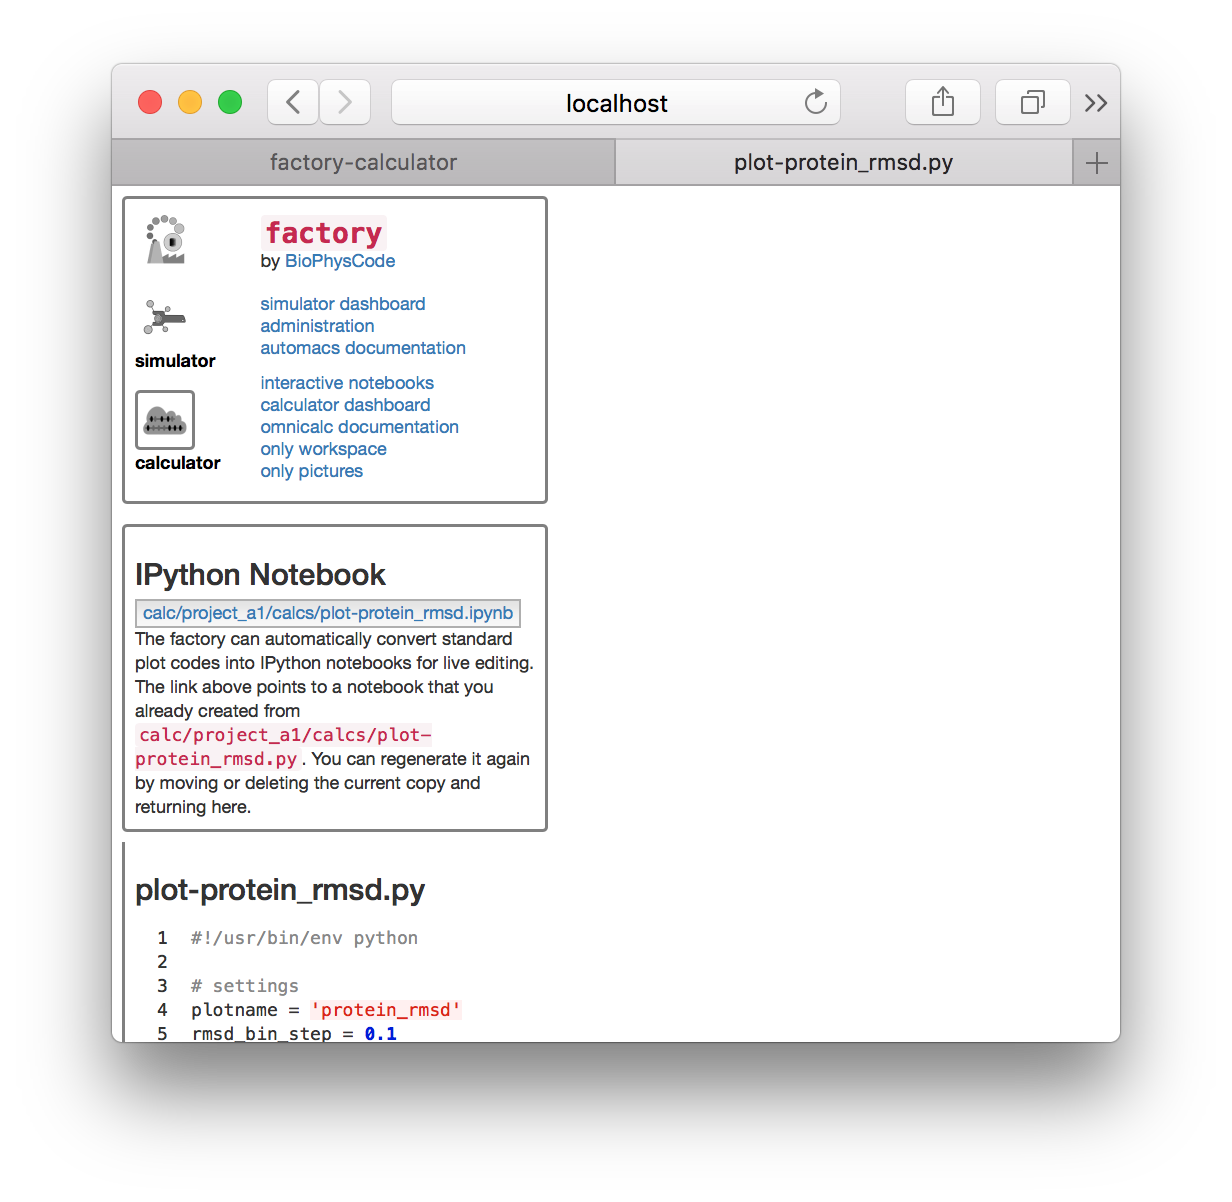 localhost
factory-calculator
plot-protein_rmsd.py
factory
by BioPhysCode
simulator dashboard
administration
automacs documentation
simulator
interactive notebooks
calculator dashboard
omnicalc documentation
only workspace
only pictures
calculator
IPython Notebook
calc/project_a1/calcs/plot-protein_rmsd.ipynb
The factory can automatically convert standard
plot codes into IPython notebooks for live editing.
The link above points to a notebook that you
already created from
calc/project_a1/calcs/plot-
protein_rmsd.py. You can regenerate it again
by moving or deleting the current copy and
returning here.
plot-protein_rmsd.py
1 #!/usr/bin/env python
2
3 # settings
4 plotname = 'protein_rmsd'
5 rmsd_bin_step = 0.1